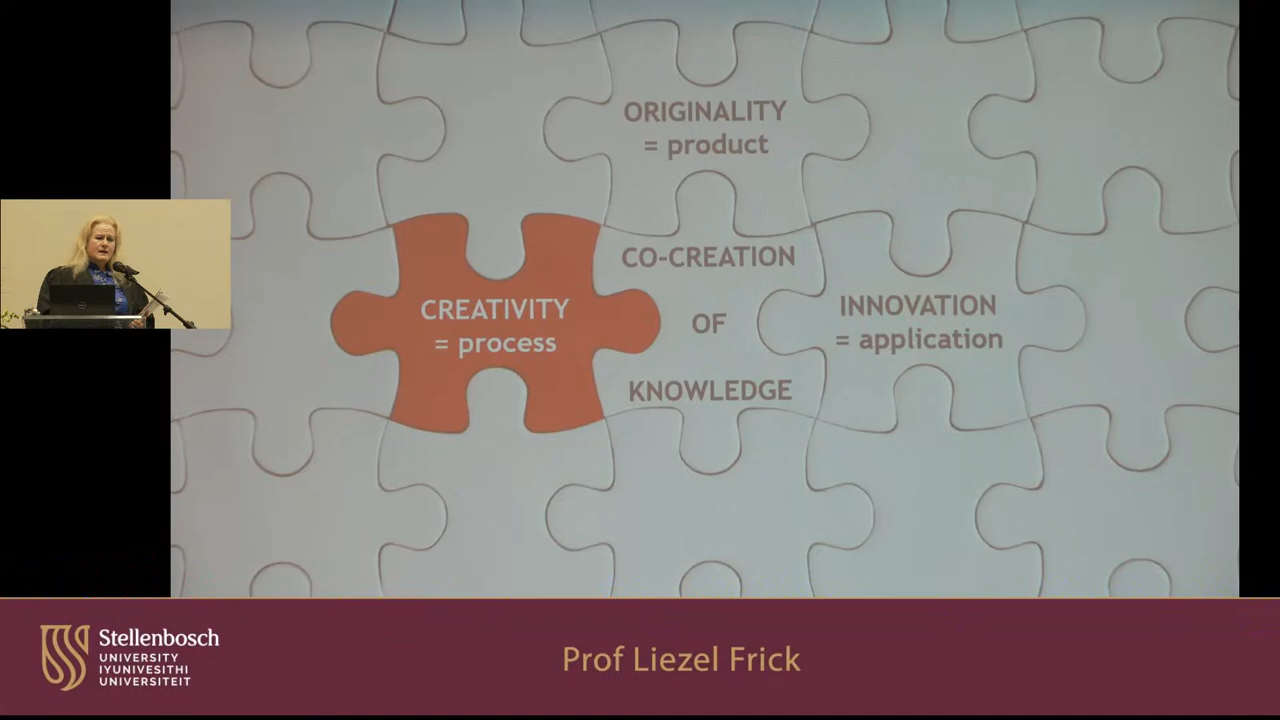 ORIGINALITY
= product
CREATIVITY
= process
CO-CREATION
OF
KNOWLEDGE
INNOVATION
= application
Stellenbosch
UNIVERSITY
IYUNIVESITHI
UNIVERSITEIT
Prof Liezel Frick